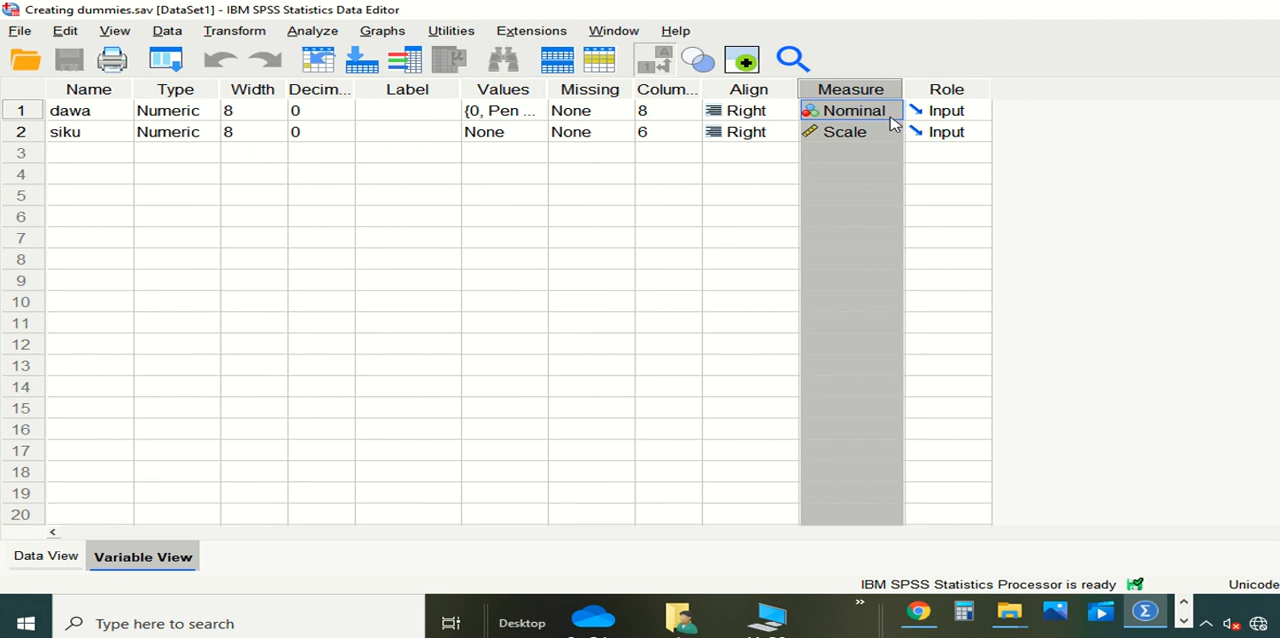 Creating dummies.sav [DataSet1] - IBM SPSS Statistics Data Editor
File Edit View Data Transform Analyze Graphs Utilities Extensions Window Help
Name Type Width Decim... Label Values Missing Colum... Align Measure Role
1 dawa Numeric 8 0 {0, Pen ... None 8 Right Nominal Input
2 siku Numeric 8 0 None None 6 Right Scale Input
3
4
5
6
7
8
9
10
11
12
13
14
15
16
17
18
19
20
Data View Variable View
IBM SPSS Statistics Processor is ready Unicode
Type here to search Desktop